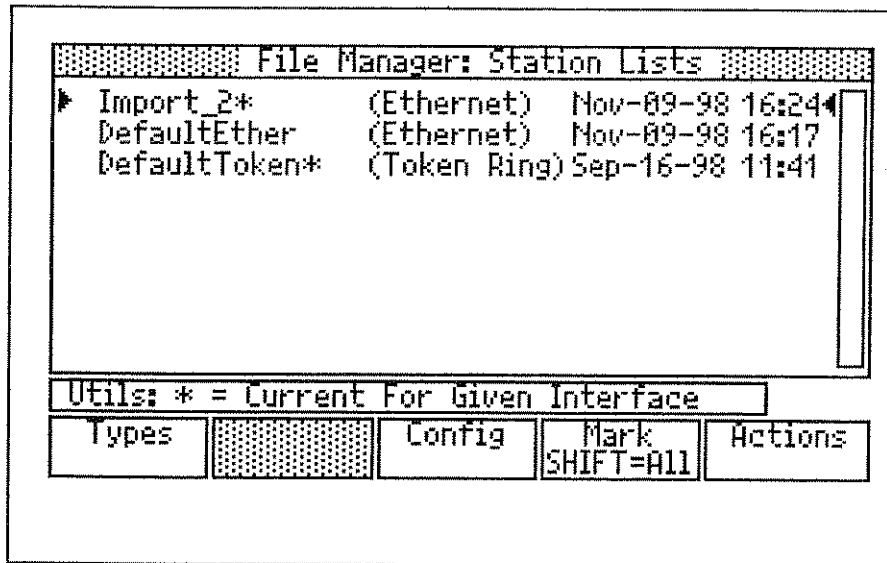 File Manager: Station Lists
Import_2* (Ethernet) Nov-09-98 16:24
DefaultEther (Ethernet) Nov-09-98 16:17
DefaultToken* (Token Ring) Sep-16-98 11:41
Utils: * = Current For Given Interface
Types
Config
Mark
SHIFT=All
Actions